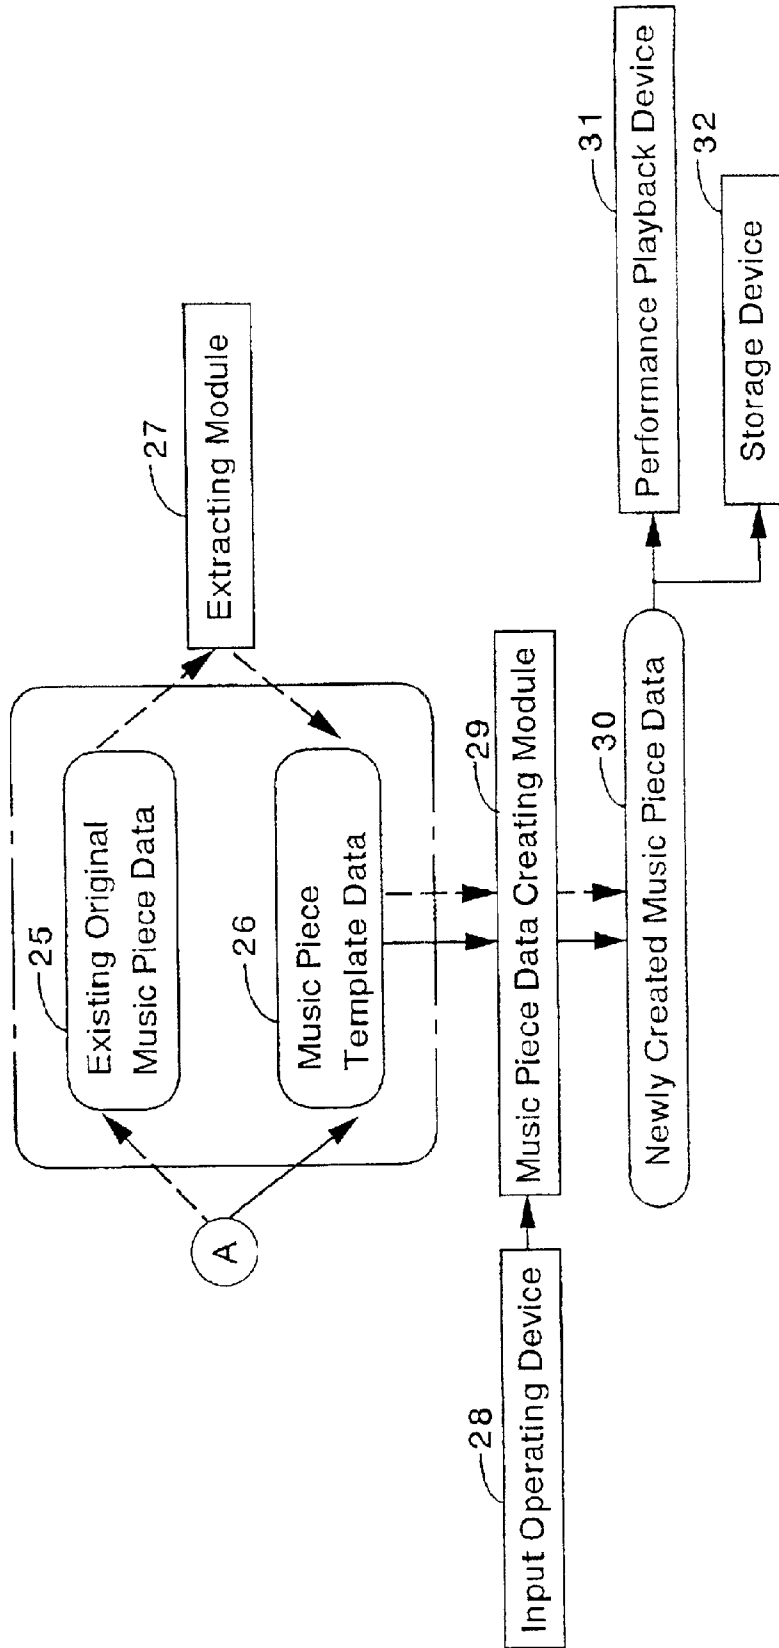 A
25
Existing Original
Music Piece Data
26
Music Piece
Template Data
27
Extracting Module
28
Input Operating Device
29
Music Piece Data Creating Module
30
Newly Created Music Piece Data
31
Performance Playback Device
32
Storage Device